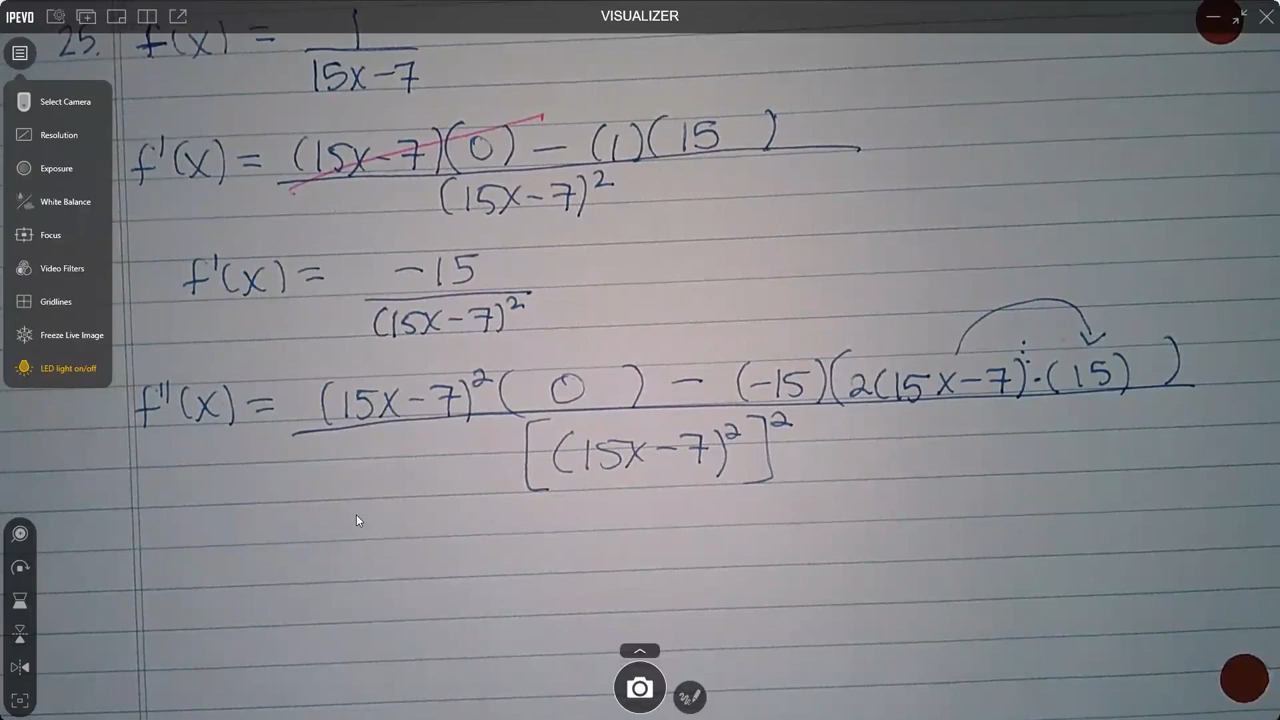 IPEVO
VISUALIZER
25. f(x) = 1
15x-7
Select Camera
Resolution
Exposure
White Balance
Focus
Video Filters
Gridlines
Freeze Live Image
LED light on/off
f'(x) = (15x-7)(0) - (1)(15 )
(15x-7)²
f'(x) = -15
(15x-7)²
f''(x) = (15x-7)²( 0 ) - (-15)(2(15x-7)¹·(15) )
[(15x-7)²]²